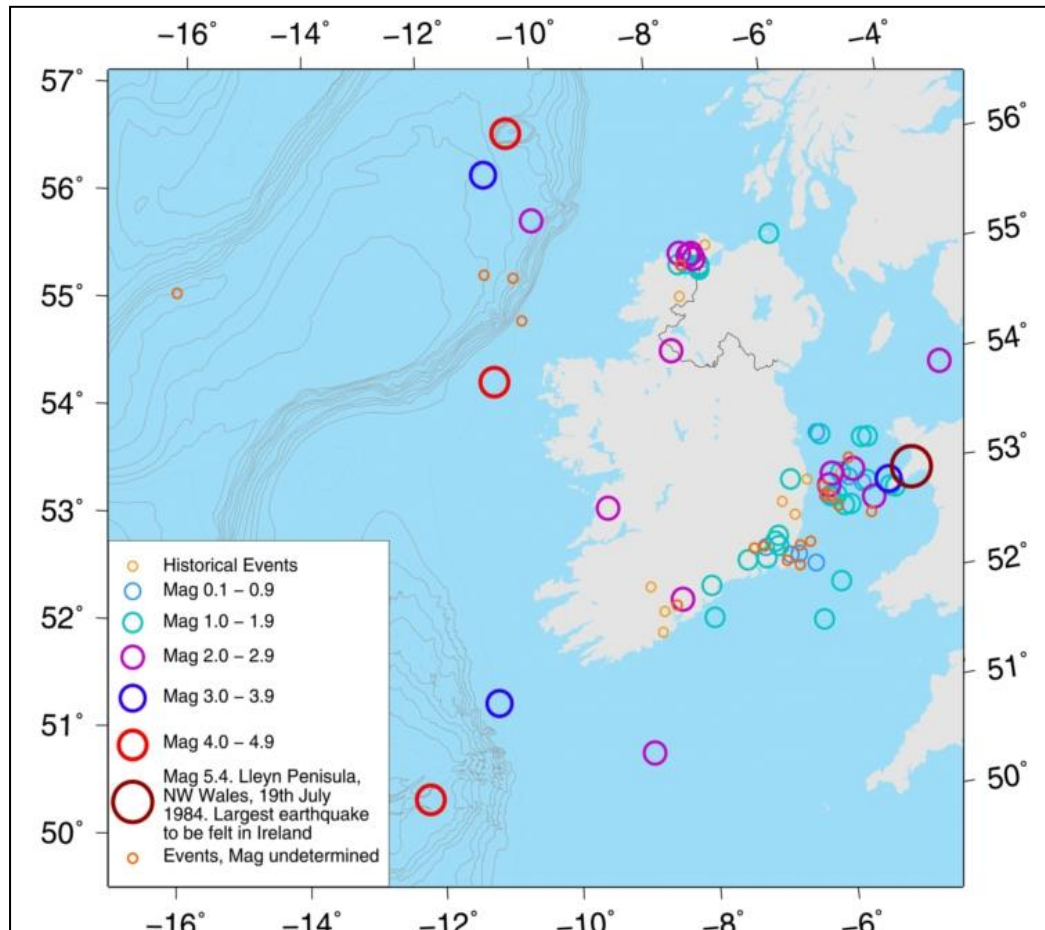 −16˚ −14˚ −12˚ −10˚ −8˚ −6˚ −4˚
57˚
56˚
56˚
55˚
55˚
54˚
54˚
53˚
53˚
52˚
52˚
51˚
51˚
50˚
50˚
Historical Events
Mag 0.1 − 0.9
Mag 1.0 − 1.9
Mag 2.0 − 2.9
Mag 3.0 − 3.9
Mag 4.0 − 4.9
Mag 5.4. Lleyn Penisula,
NW Wales, 19th July
1984. Largest earthquake
to be felt in Ireland
Events, Mag undetermined
−16˚ −14˚ −12˚ −10˚ −8˚ −6˚